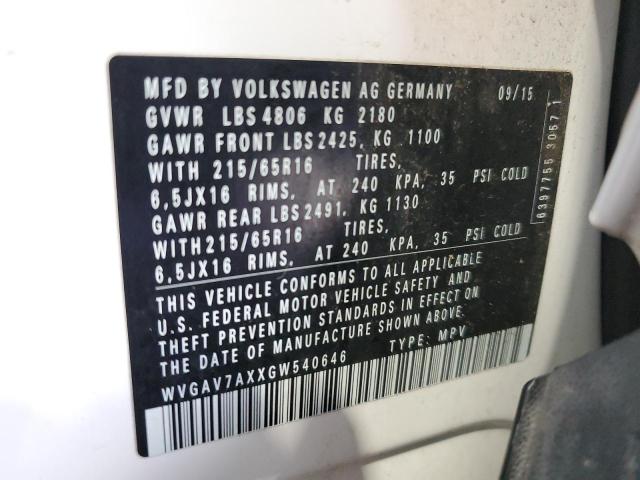 MFD BY VOLKSWAGEN AG GERMANY 09/15
GVWR LBS 4806 KG 2180
GAWR FRONT LBS 2425, KG 1100
WITH 215/65R16 TIRES,
6,5JX16 RIMS, AT 240 KPA, 35 PSI COLD
GAWR REAR LBS 2491, KG 1130
WITH 215/65R16 TIRES,
6,5JX16 RIMS, AT 240 KPA, 35 PSI COLD
THIS VEHICLE CONFORMS TO ALL APPLICABLE
U.S. FEDERAL MOTOR VEHICLE SAFETY AND
THEFT PREVENTION STANDARDS IN EFFECT ON
DATE OF MANUFACTURE SHOWN ABOVE.
WVGAV7AXXGW540646 TYPE: MPV
6397755 3057 1